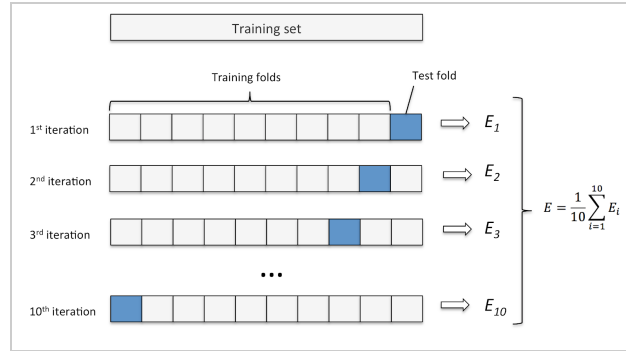 Training set
Training folds
Test fold
1st iteration
E1
2nd iteration
E2
3rd iteration
E3
E = 1/10 ∑ i=1 10 Ei
...
10th iteration
E10